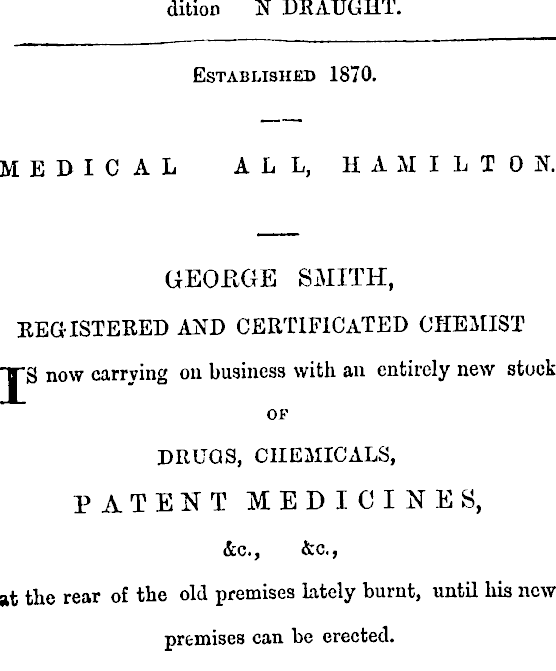 dition N DRAUGHT.
ESTABLISHED 1870.
MEDICAL ALL, HAMILTON.
GEORGE SMITH,
REGISTERED AND CERTIFICATED CHEMIST
IS now carrying on business with an entirely new stock
OF
DRUGS, CHEMICALS,
PATENT MEDICINES,
&c., &c.,
at the rear of the old premises lately burnt, until his new
premises can be erected.